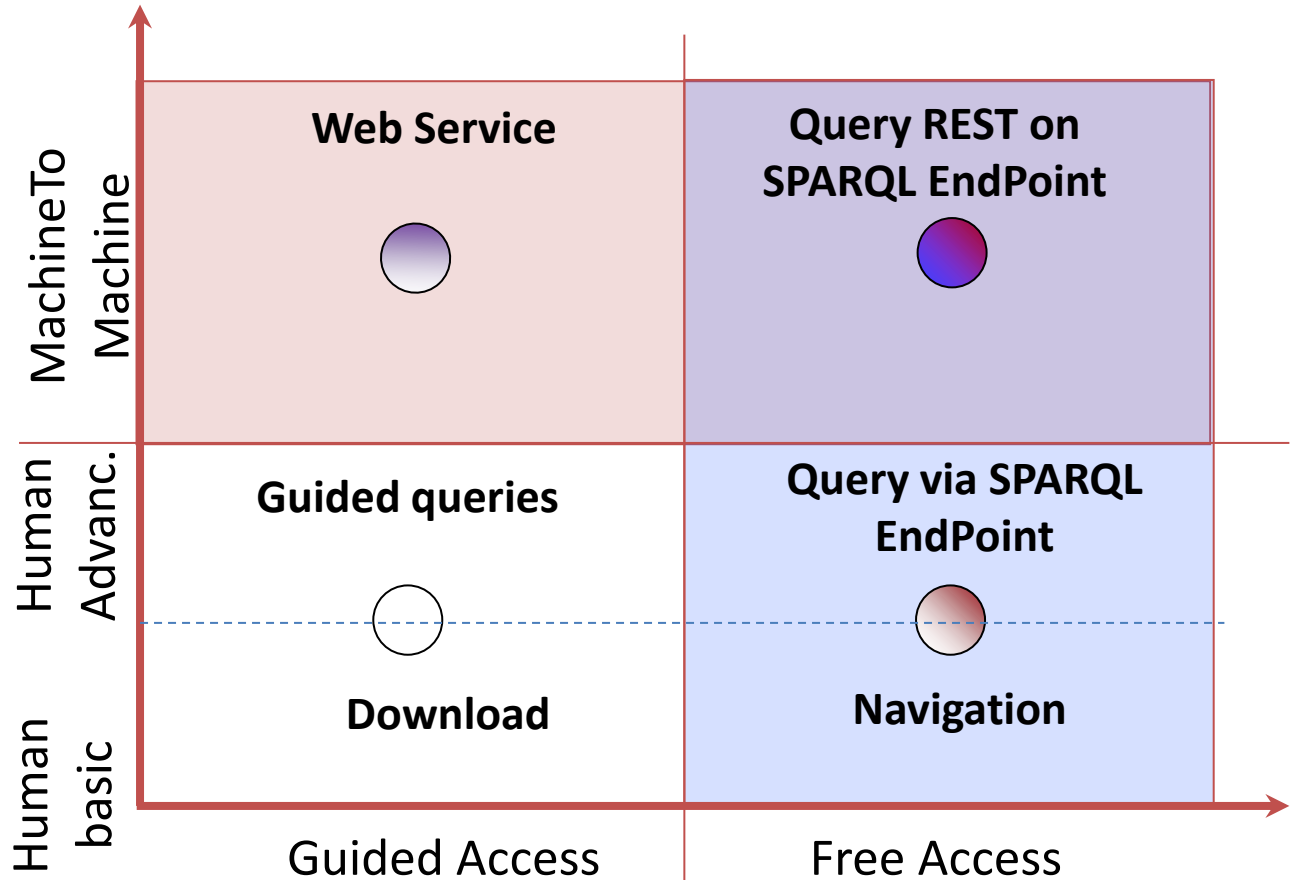 MachineTo
Machine
Web Service
Query REST on
SPARQL EndPoint
Human
Advanc.
Guided queries
Query via SPARQL
EndPoint
Human
basic
Download
Navigation
Guided Access
Free Access